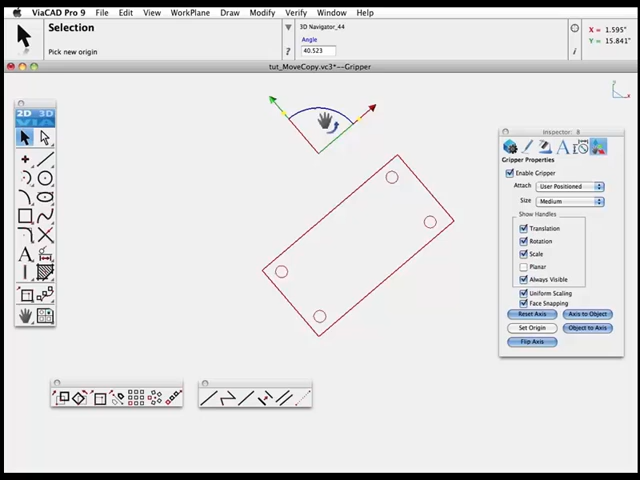 ViaCAD Pro 9 File Edit View WorkPlane Draw Modify Verify Window Help
Selection
Pick new origin
3D Navigator_44
Angle
40.523
X = 1.595"
Y = 15.841"
tut_MoveCopy.vc3*--Gripper
2D 3D
VIA
Inspector: 8
Gripper Properties
Enable Gripper
Attach User Positioned
Size Medium
Show Handles
Translation
Rotation
Scale
Planar
Always Visible
Uniform Scaling
Face Snapping
Reset Axis Axis to Object
Set Origin Object to Axis
Flip Axis